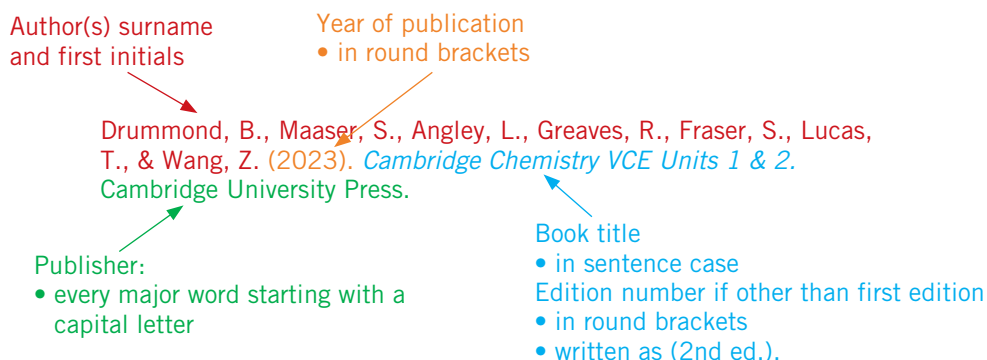 Author(s) surname
and first initials
Year of publication
• in round brackets
Drummond, B., Maaser, S., Angley, L., Greaves, R., Fraser, S., Lucas,
T., & Wang, Z. (2023). Cambridge Chemistry VCE Units 1 & 2.
Cambridge University Press.
Publisher:
• every major word starting with a
capital letter
Book title
• in sentence case
Edition number if other than first edition
• in round brackets
• written as (2nd ed.).